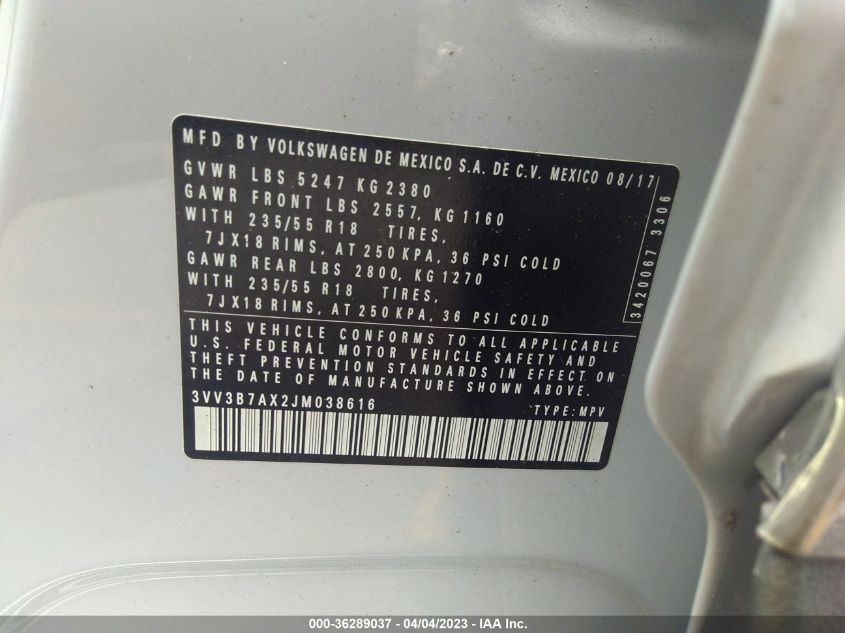 MFD BY VOLKSWAGEN DE MEXICO S.A. DE C.V. MEXICO 08/17
GVWR LBS 5247 KG 2380
GAWR FRONT LBS 2557, KG 1160
WITH 235/55 R18 TIRES,
7JX18 RIMS, AT 250 KPA, 36 PSI COLD
GAWR REAR LBS 2800, KG 1270
WITH 235/55 R18 TIRES,
7JX18 RIMS, AT 250 KPA, 36 PSI COLD
3420067 3306
THIS VEHICLE CONFORMS TO ALL APPLICABLE
U.S. FEDERAL MOTOR VEHICLE SAFETY AND
THEFT PREVENTION STANDARDS IN EFFECT ON
THE DATE OF MANUFACTURE SHOWN ABOVE.
3VV3B7AX2JM038616 TYPE: MPV
000-36289037 - 04/04/2023 - IAA Inc.